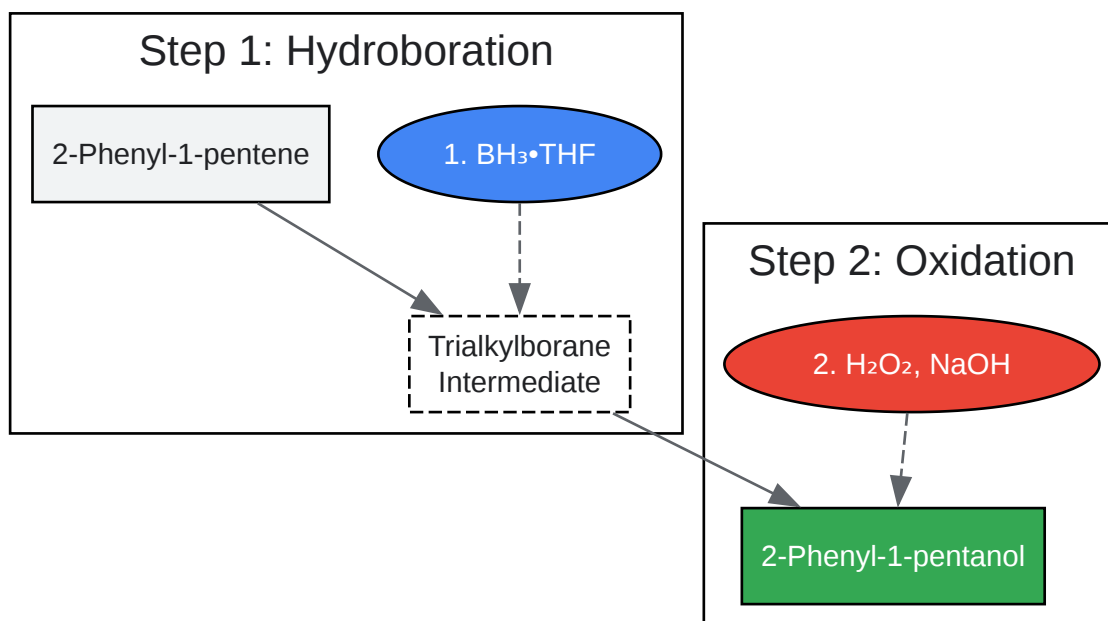 Step 1: Hydroboration
2-Phenyl-1-pentene
1. BH₃•THF
Trialkylborane
Intermediate
Step 2: Oxidation
2. H₂O₂, NaOH
2-Phenyl-1-pentanol